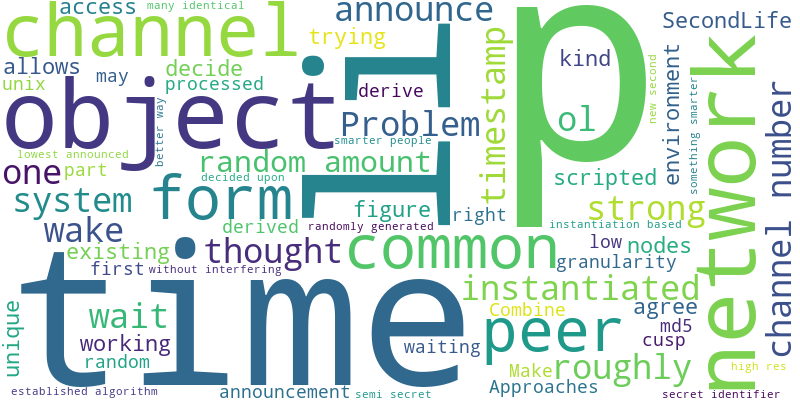 access
many identical
channel
announce
SecondLife
trying
allows
may
decide
kind
unix
processed
derive
object
I
p
timestamp
environment
network
new second
something smarter
channel number
Problem
ol
smarter people
lowest announced
better way
one
part
random amount
scripted
system
decided upon
form
I
figure
right
strong
wake
derived
randomly generated
instantiation based
existing
thought
common
low
nodes
first
without interfering
granularity
time
instantiated
unique
wait
Combine
agree
working
waiting
peer
md5
cusp
random
Make
roughly
high res
established algorithm
announcement
semi secret
Approaches
secret identifier